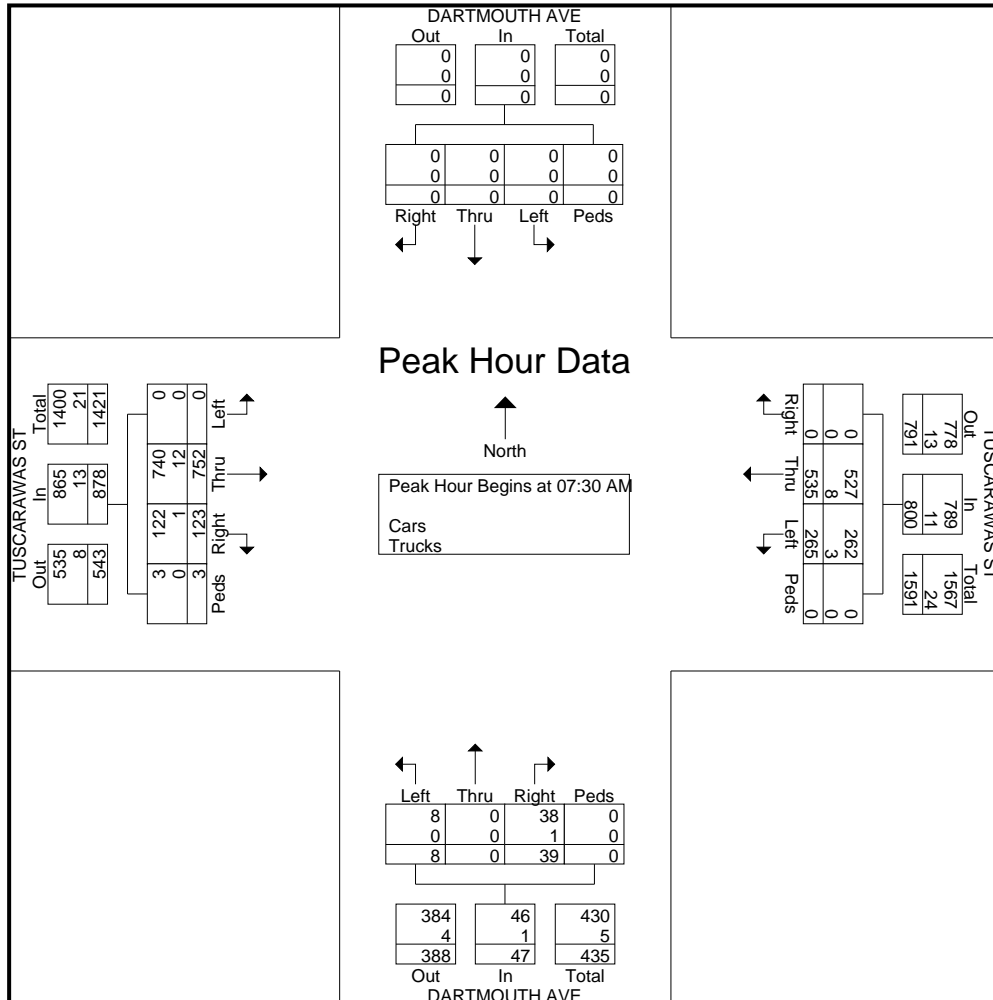 DARTMOUTH AVE
Out In Total
0 0 0
0 0 0
0 0 0
0 0 0 0
0 0 0 0
0 0 0 0
Right Thru Left Peds
Peak Hour Data
North
Peak Hour Begins at 07:30 AM
Cars
Trucks
TUSCARAWAS ST
Out In Total
535 865 1400
8 13 21
543 878 1421
3 122 740 0
0 1 12 0
3 123 752 0
Peds Right Thru Left
TUSCARAWAS ST
Out In Total
778 789 1567
13 11 24
791 800 1591
0 527 262 0
0 8 3 0
0 535 265 0
Right Thru Left Peds
Left Thru Right Peds
8 0 38 0
0 0 1 0
8 0 39 0
384 46 430
4 1 5
388 47 435
Out In Total
DARTMOUTH AVE